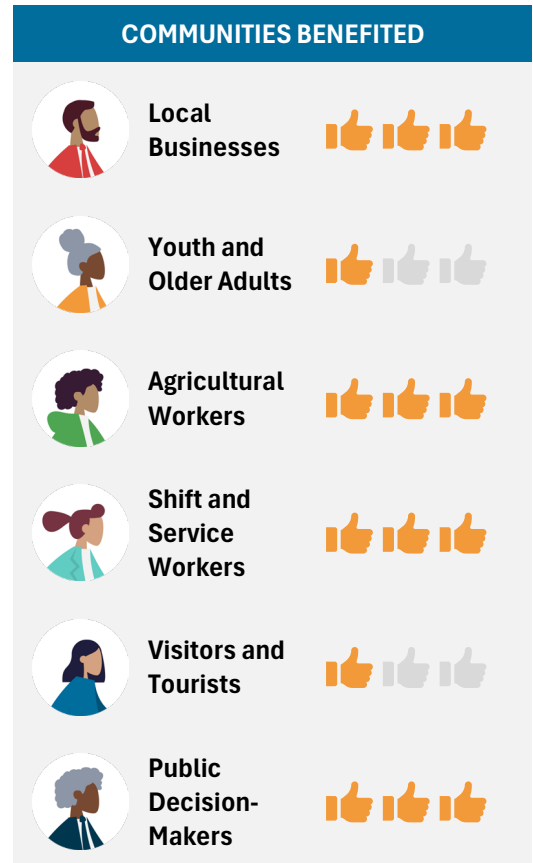 COMMUNITIES BENEFITED
Local
Businesses
Youth and
Older Adults
Agricultural
Workers
Shift and
Service
Workers
Visitors and
Tourists
Public
Decision-
Makers